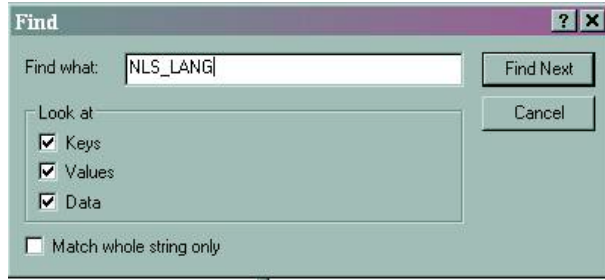 Find
Find what: NLS_LANG Find Next
Look at Cancel
Keys
Values
Data
Match whole string only